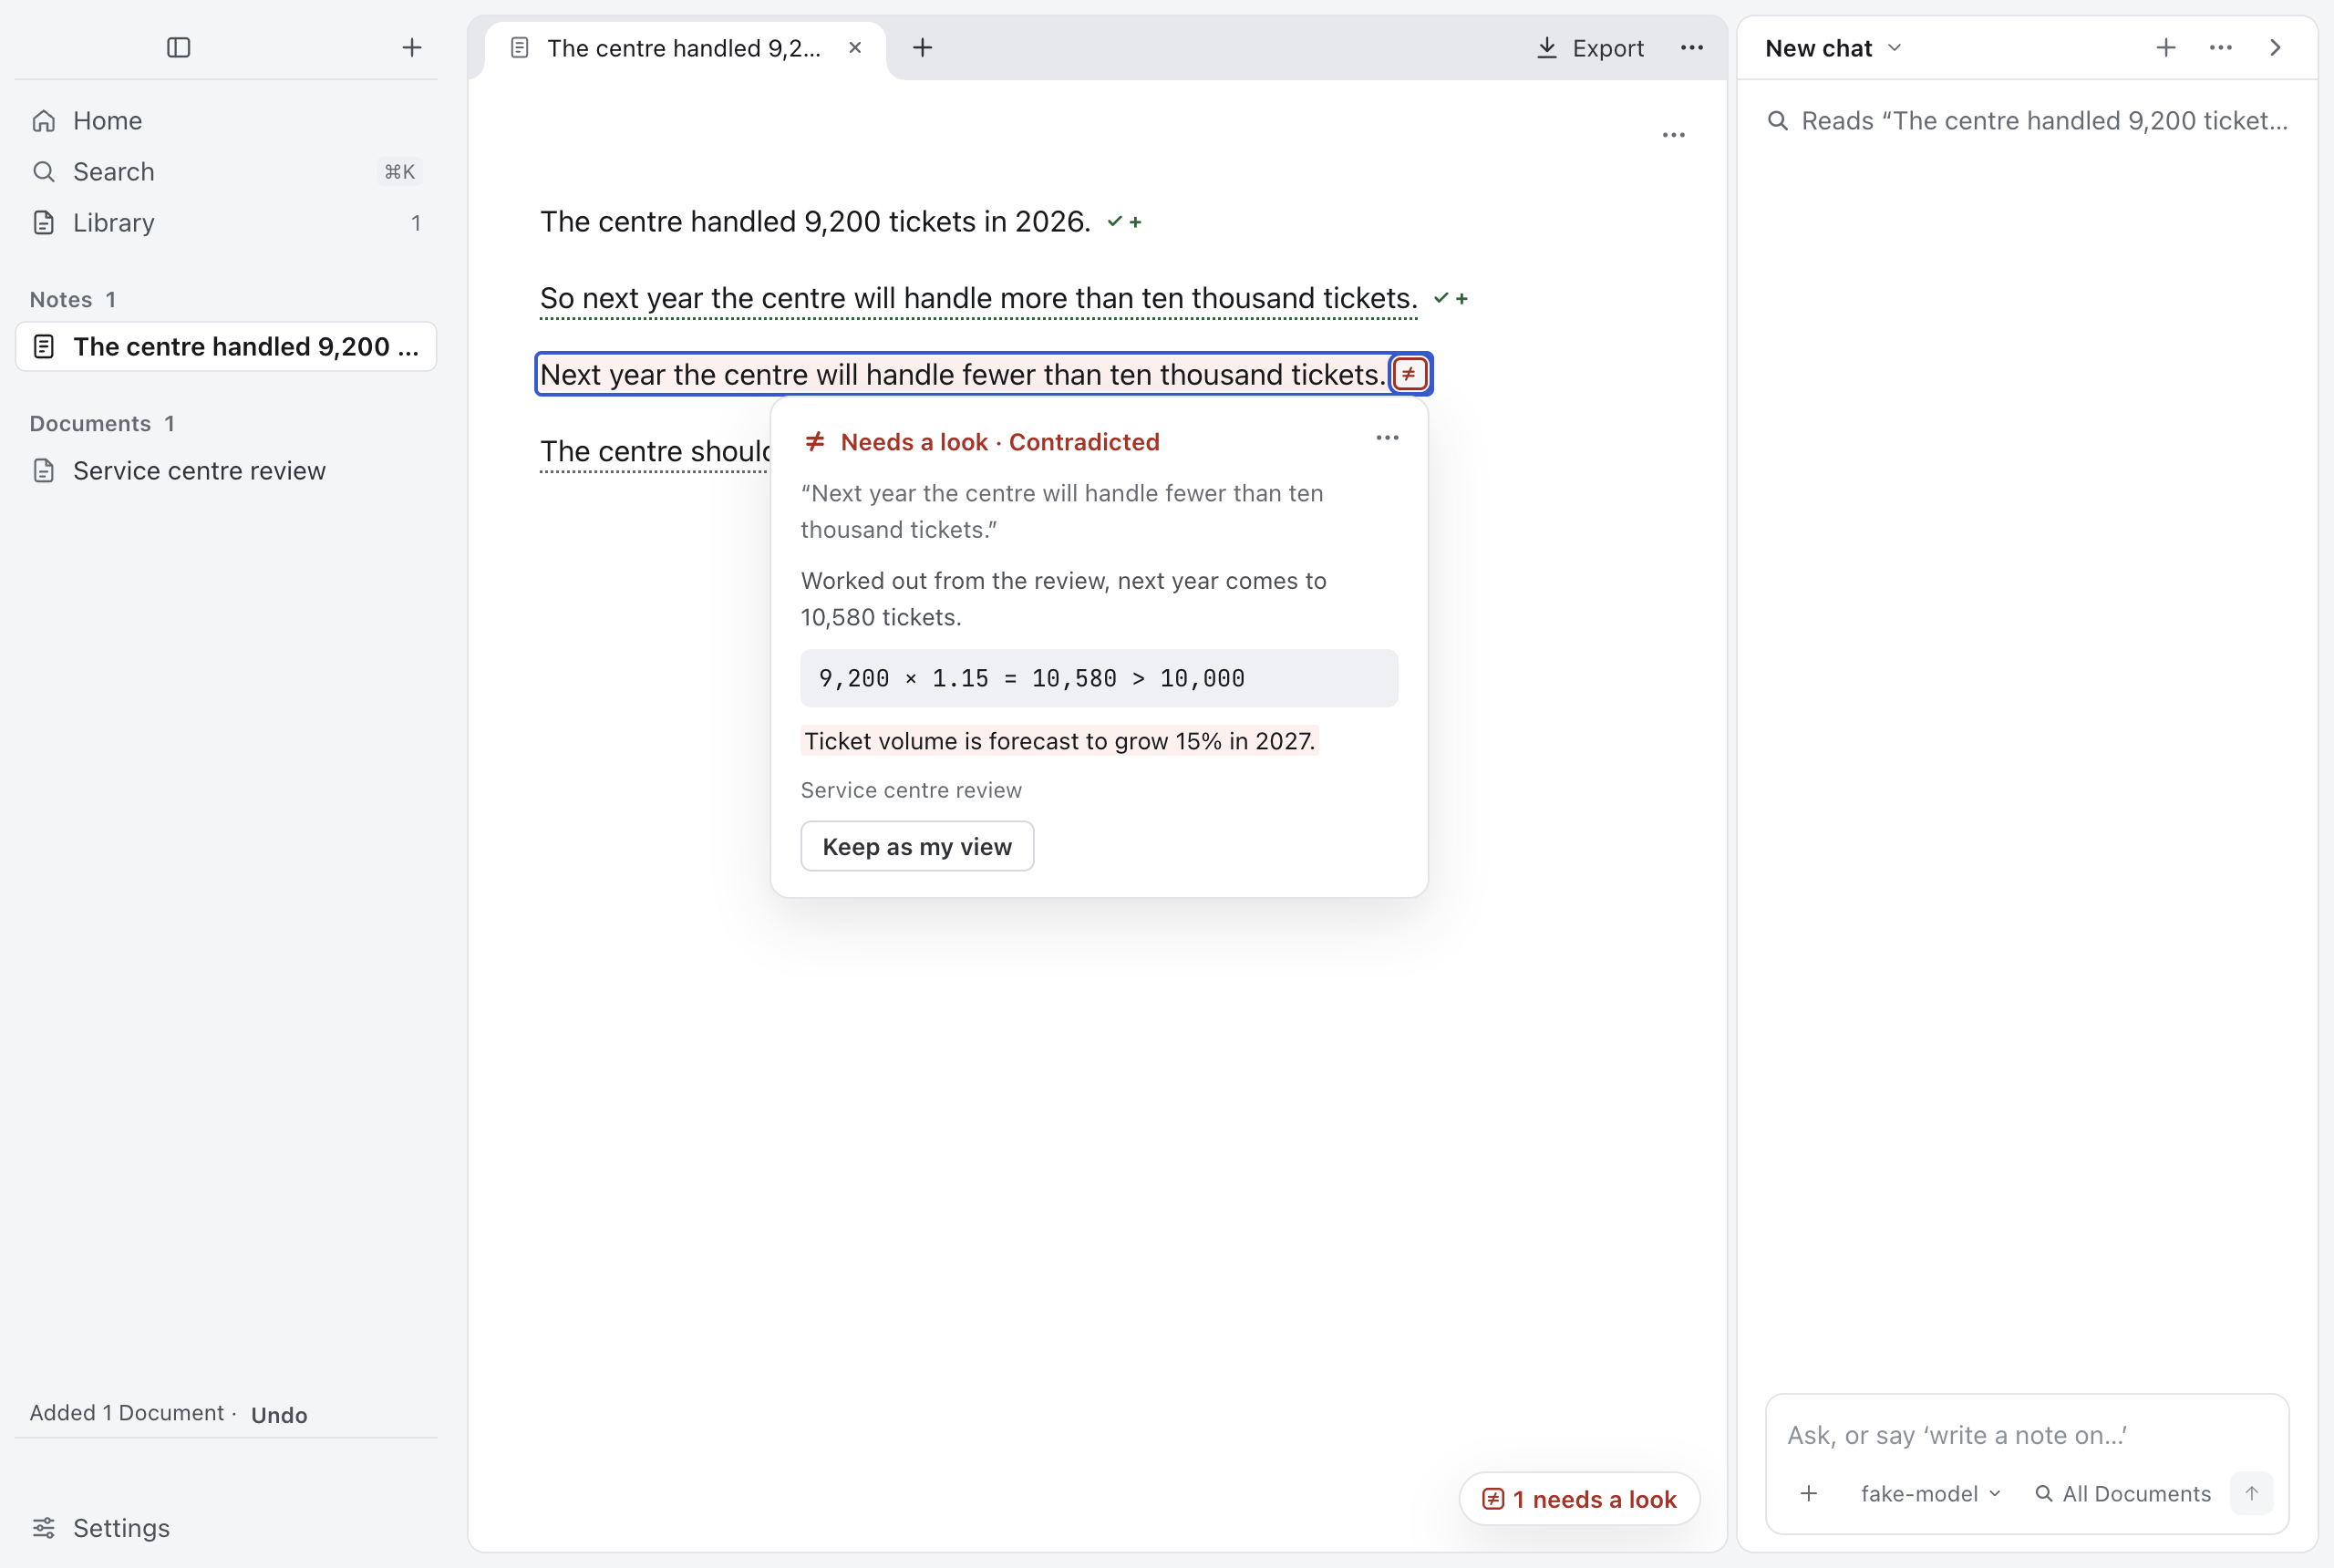 Home
Search ⌘K
Library 1
Notes 1
The centre handled 9,200 ...
Documents 1
Service centre review
Added 1 Document · Undo
Settings
The centre handled 9,2... ×
Export
The centre handled 9,200 tickets in 2026. ✓+
So next year the centre will handle more than ten thousand tickets. ✓+
Next year the centre will handle fewer than ten thousand tickets. ≠
The centre should
≠ Needs a look · Contradicted
“Next year the centre will handle fewer than ten
thousand tickets.”
Worked out from the review, next year comes to
10,580 tickets.
9,200 × 1.15 = 10,580 > 10,000
Ticket volume is forecast to grow 15% in 2027.
Service centre review
Keep as my view
≠ 1 needs a look
New chat
Reads “The centre handled 9,200 ticket...
Ask, or say ‘write a note on...’
fake-model
All Documents